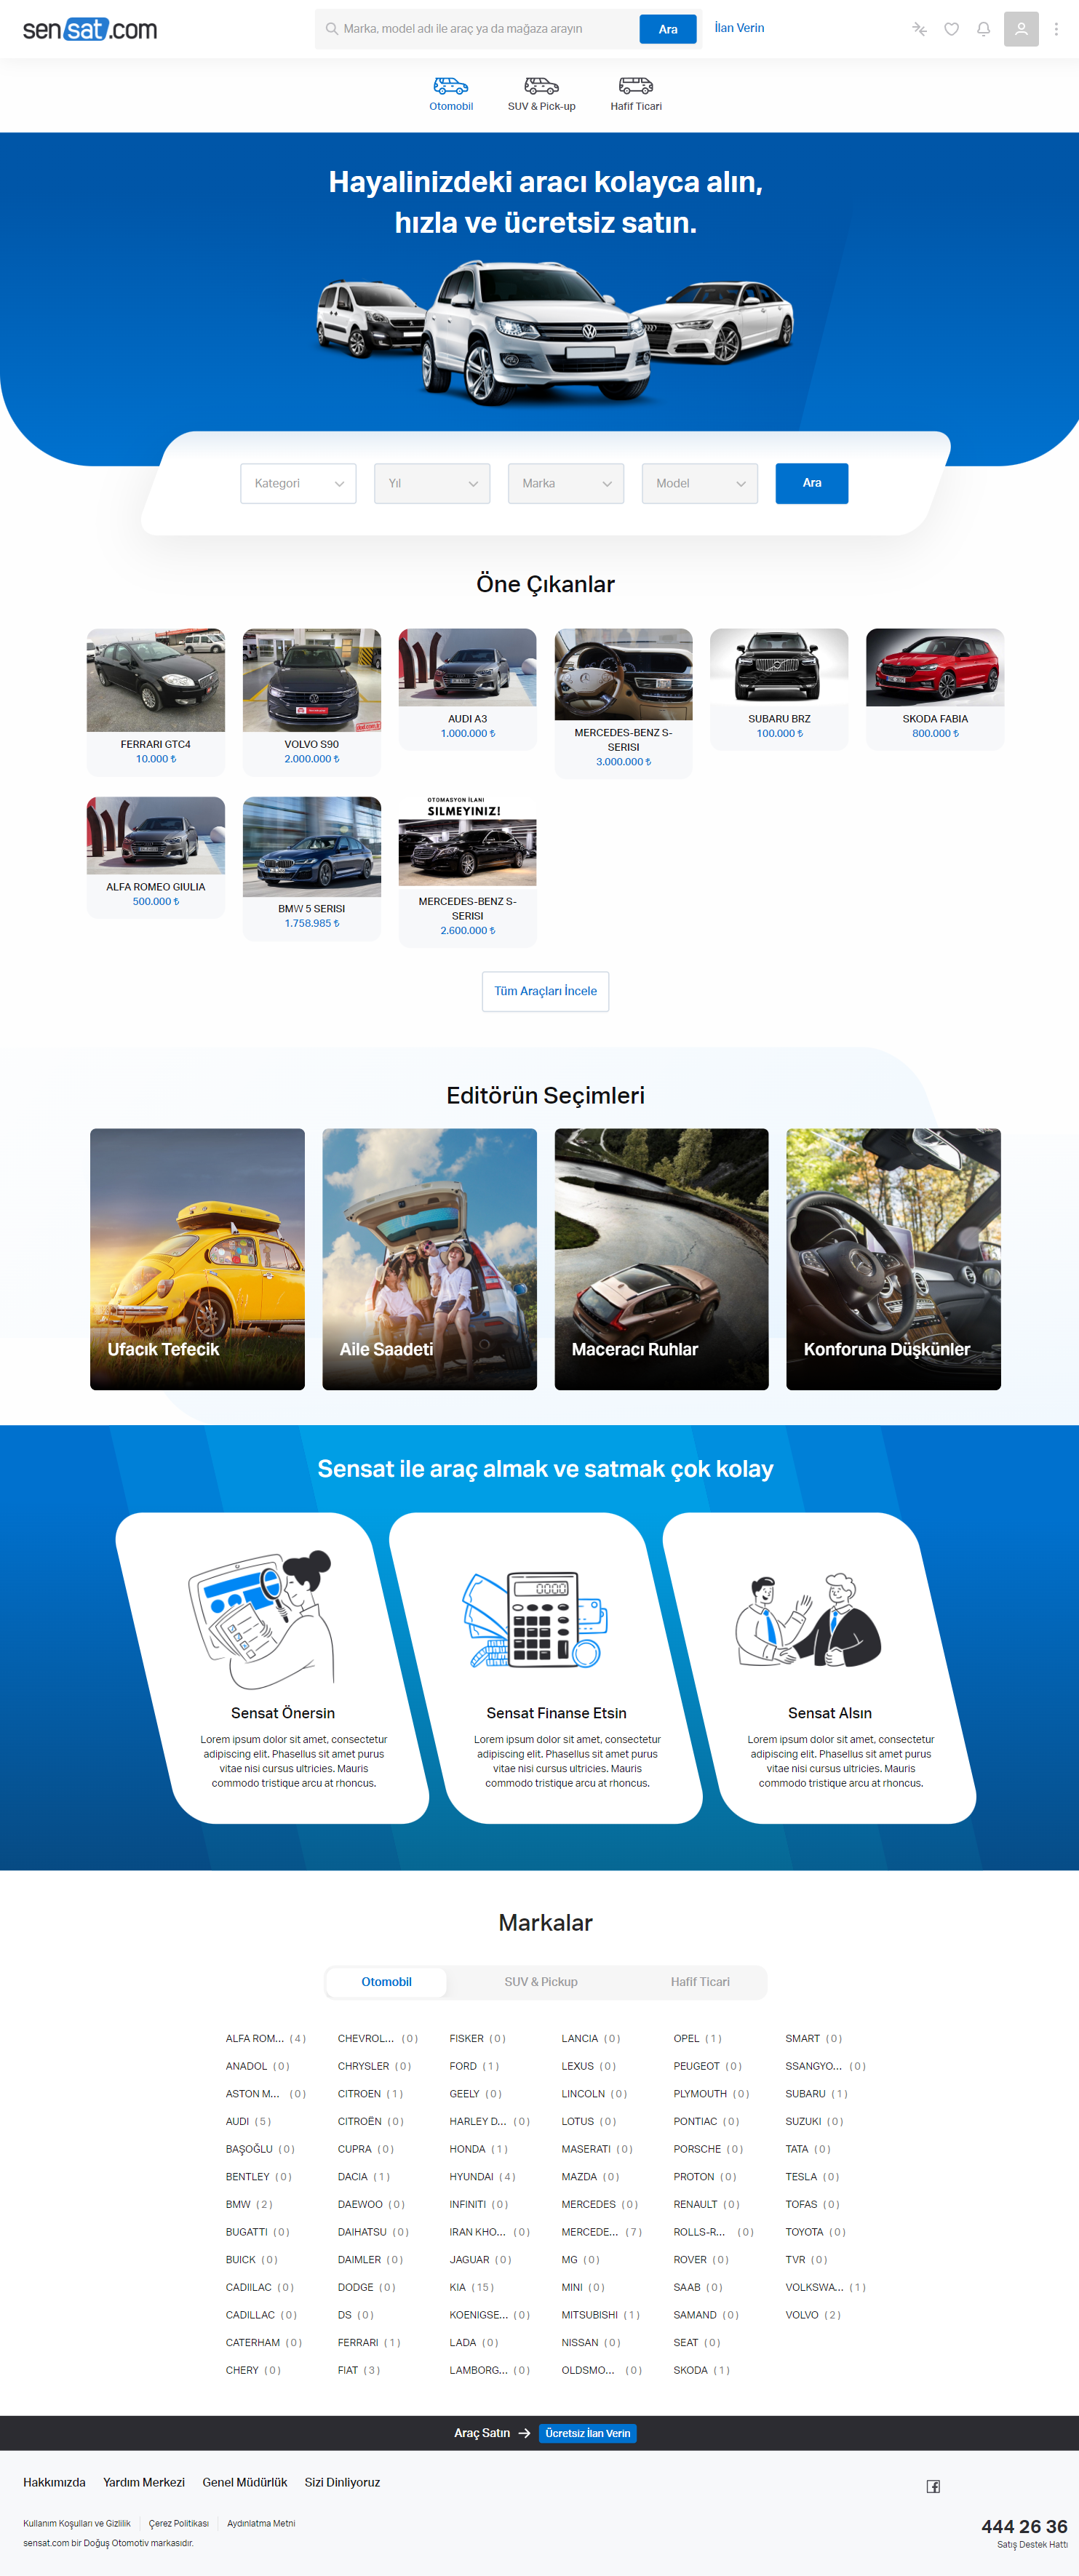 sensat.com
Marka, model adı ile araç ya da mağaza arayın
Ara
İlan Verin
Otomobil
SUV & Pick-up
Hafif Ticari
Hayalinizdeki aracı kolayca alın,
hızla ve ücretsiz satın.
Kategori
Yıl
Marka
Model
Ara
Öne Çıkanlar
FERRARI GTC4
10.000 ₺
VOLVO S90
2.000.000 ₺
AUDI A3
1.000.000 ₺
MERCEDES-BENZ S-
SERISI
3.000.000 ₺
SUBARU BRZ
100.000 ₺
SKODA FABIA
800.000 ₺
ALFA ROMEO GIULIA
500.000 ₺
BMW 5 SERISI
1.758.985 ₺
OTOMASYON İLANI
SİLMEYINIZ!
MERCEDES-BENZ S-
SERISI
2.600.000 ₺
Tüm Araçları İncele
Editörün Seçimleri
Ufacık Tefecik
Aile Saadeti
Maceracı Ruhlar
Konforuna Düşkünler
Sensat ile araç almak ve satmak çok kolay
Sensat Önersin
Lorem ipsum dolor sit amet, consectetur
adipiscing elit. Phasellus sit amet purus
vitae nisi cursus ultricies. Mauris
commodo tristique arcu at rhoncus.
Sensat Finanse Etsin
Lorem ipsum dolor sit amet, consectetur
adipiscing elit. Phasellus sit amet purus
vitae nisi cursus ultricies. Mauris
commodo tristique arcu at rhoncus.
Sensat Alsın
Lorem ipsum dolor sit amet, consectetur
adipiscing elit. Phasellus sit amet purus
vitae nisi cursus ultricies. Mauris
commodo tristique arcu at rhoncus.
Markalar
Otomobil
SUV & Pickup
Hafif Ticari
ALFA ROM... (4)
ANADOL (0)
ASTON M... (0)
AUDI (5)
BAŞOĞLU (0)
BENTLEY (0)
BMW (2)
BUGATTI (0)
BUICK (0)
CADIILAC (0)
CADILLAC (0)
CATERHAM (0)
CHERY (0)
CHEVROL... (0)
CHRYSLER (0)
CITROEN (1)
CITROËN (0)
CUPRA (0)
DACIA (1)
DAEWOO (0)
DAIHATSU (0)
DAIMLER (0)
DODGE (0)
DS (0)
FERRARI (1)
FIAT (3)
FISKER (0)
FORD (1)
GEELY (0)
HARLEY D... (0)
HONDA (1)
HYUNDAI (4)
INFINITI (0)
IRAN KHO... (0)
JAGUAR (0)
KIA (15)
KOENIGSE... (0)
LADA (0)
LAMBORG... (0)
LANCIA (0)
LEXUS (0)
LINCOLN (0)
LOTUS (0)
MASERATI (0)
MAZDA (0)
MERCEDES (0)
MERCEDE... (7)
MG (0)
MINI (0)
MITSUBISHI (1)
NISSAN (0)
OLDSMO... (0)
OPEL (1)
PEUGEOT (0)
PLYMOUTH (0)
PONTIAC (0)
PORSCHE (0)
PROTON (0)
RENAULT (0)
ROLLS-R... (0)
ROVER (0)
SAAB (0)
SAMAND (0)
SEAT (0)
SKODA (1)
SMART (0)
SSANGYO... (0)
SUBARU (1)
SUZUKI (0)
TATA (0)
TESLA (0)
TOFAS (0)
TOYOTA (0)
TVR (0)
VOLKSWA... (1)
VOLVO (2)
Araç Satın → Ücretsiz İlan Verin
Hakkımızda
Yardım Merkezi
Genel Müdürlük
Sizi Dinliyoruz
Kullanım Koşulları ve Gizlilik
Çerez Politikası
Aydınlatma Metni
sensat.com bir Doğuş Otomotiv markasıdır.
444 26 36
Satış Destek Hattı